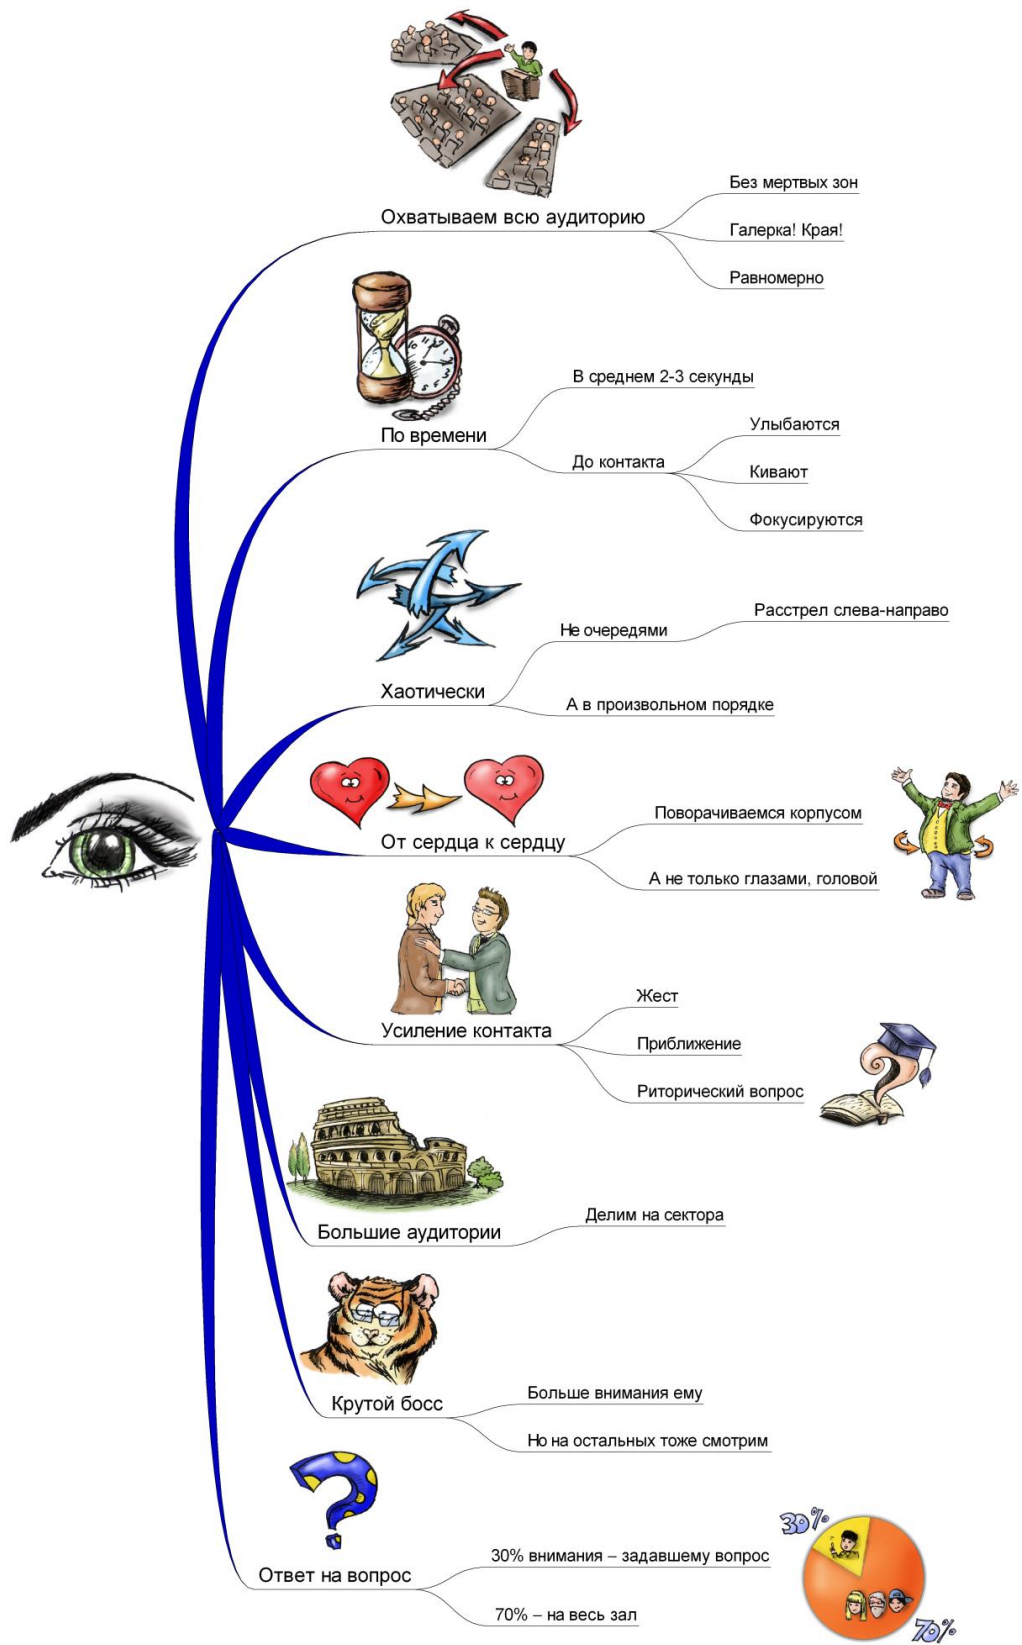 Охватываем всю аудиторию
Без мертвых зон
Галерка! Края!
Равномерно
По времени
В среднем 2-3 секунды
До контакта
Улыбаются
Кивают
Фокусируются
Хаотически
Не очередями
Расстрел слева-направо
А в произвольном порядке
От сердца к сердцу
Поворачиваемся корпусом
А не только глазами, головой
Усиление контакта
Жест
Приближение
Риторический вопрос
Большие аудитории
Делим на сектора
Крутой босс
Больше внимания ему
Но на остальных тоже смотрим
Ответ на вопрос
30% внимания – задавшему вопрос
70% – на весь зал
30%
70%